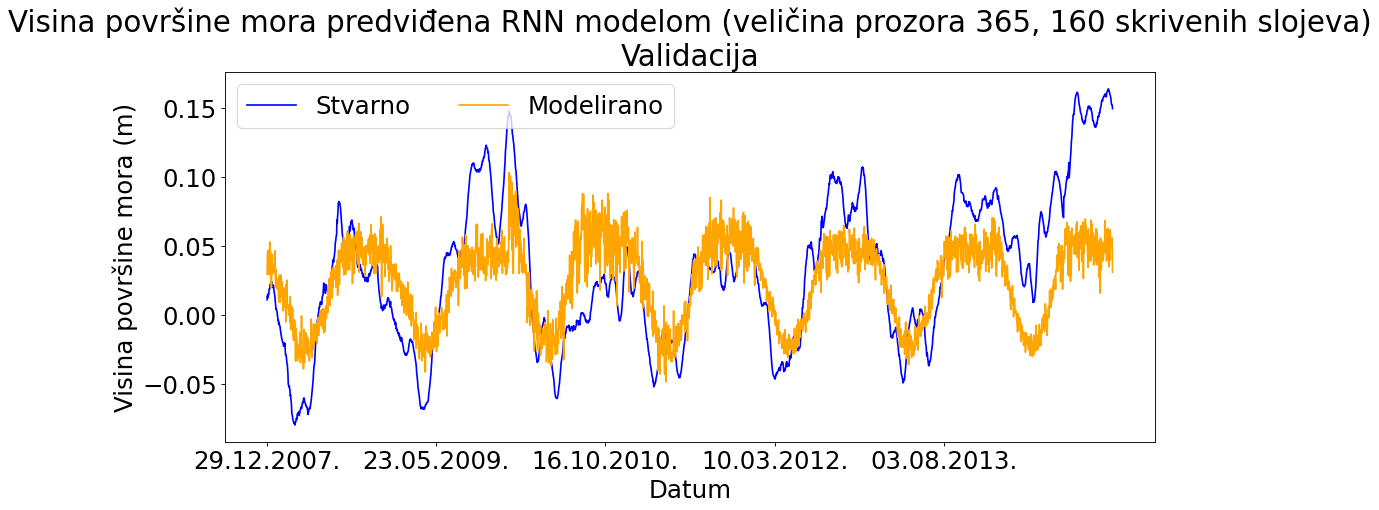 Visina površine mora predviđena RNN modelom (veličina prozora 365, 160 skrivenih slojeva)
Validacija
Stvarno Modelirano
Visina površine mora (m)
0.15
0.10
0.05
0.00
−0.05
29.12.2007. 23.05.2009. 16.10.2010. 10.03.2012. 03.08.2013.
Datum